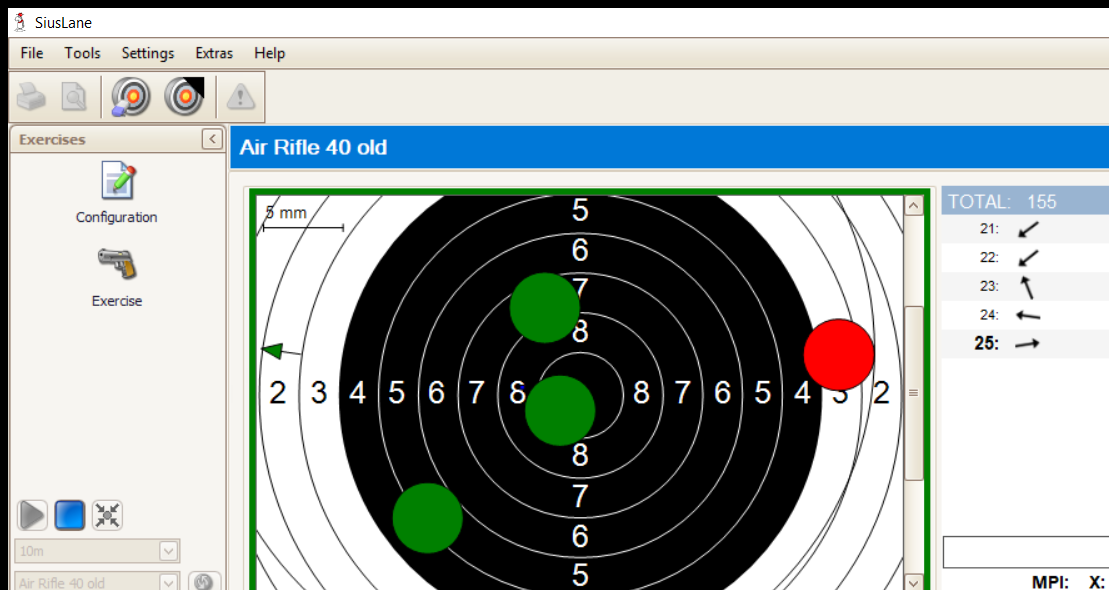 SiusLane
File Tools Settings Extras Help
Exercises
Air Rifle 40 old
Configuration
Exercise
5 mm
5
6
7
8
2 3 4 5 6 7 8 8 7 6 5 4 3 2
8
7
6
5
TOTAL: 155
21:
22:
23:
24:
25:
10m
Air Rifle 40 old
MPI: X: